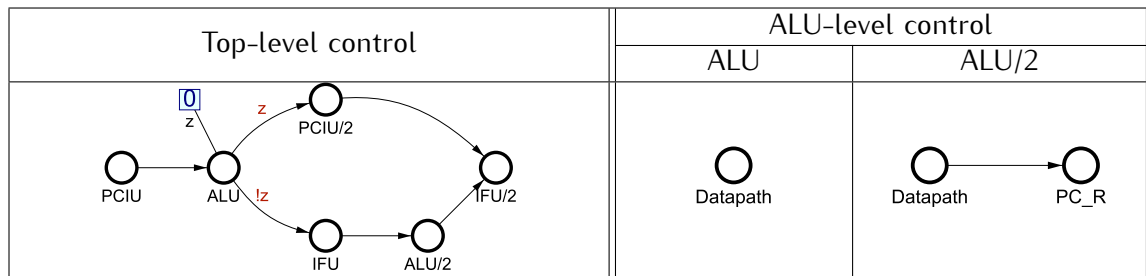 Top-level control
ALU-level control
ALU
ALU/2
0
z
z
PCIU/2
PCIU
ALU
IFU/2
!z
IFU
ALU/2
Datapath
Datapath
PC_R